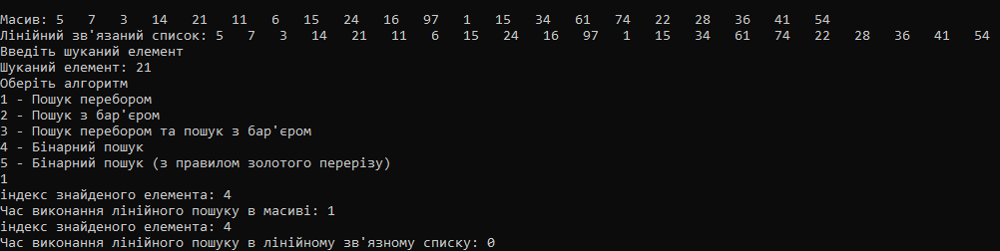 Масив: 5 7 3 14 21 11 6 15 24 16 97 1 15 34 61 74 22 28 36 41 54
Лінійний зв'язаний список: 5 7 3 14 21 11 6 15 24 16 97 1 15 34 61 74 22 28 36 41 54
Введіть шуканий елемент
Шуканий елемент: 21
Оберіть алгоритм
1 - Пошук перебором
2 - Пошук з бар'єром
3 - Пошук перебором та пошук з бар'єром
4 - Бінарний пошук
5 - Бінарний пошук (з правилом золотого перерізу)
1
індекс знайденого елемента: 4
Час виконання лінійного пошуку в масиві: 1
індекс знайденого елемента: 4
Час виконання лінійного пошуку в лінійному зв'язному списку: 0